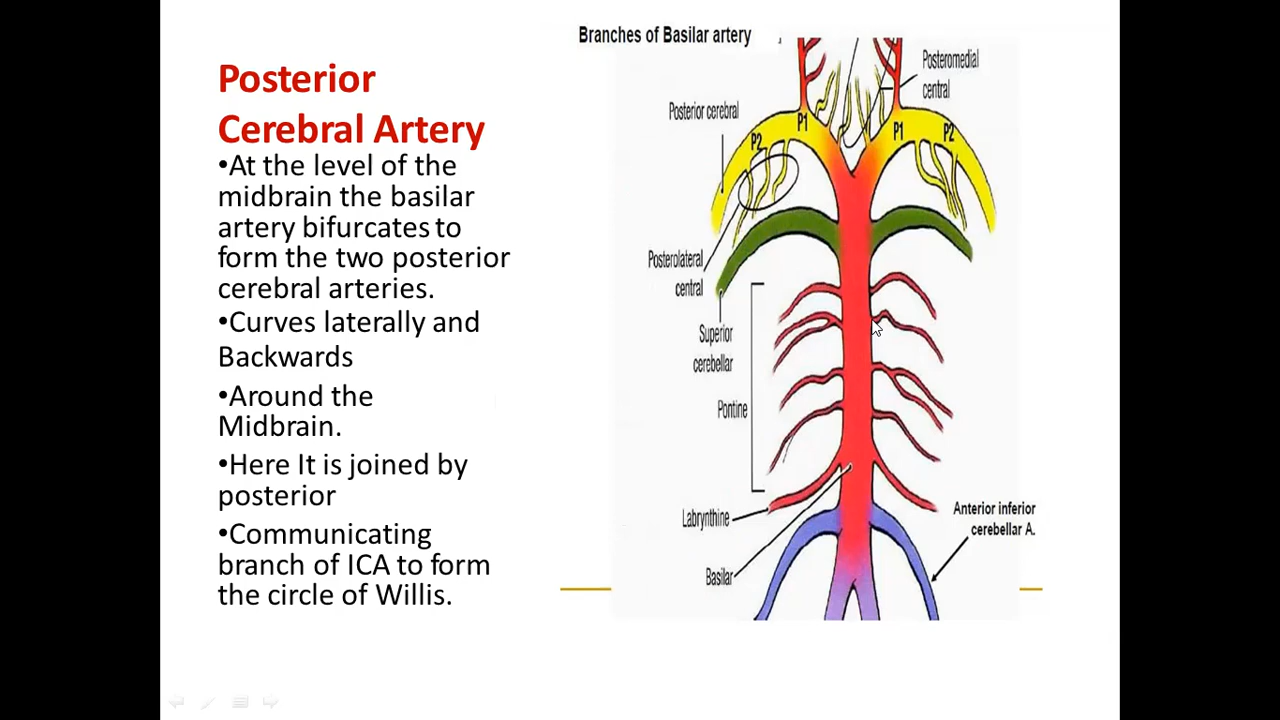 Posterior
Cerebral Artery
•At the level of the
midbrain the basilar
artery bifurcates to
form the two posterior
cerebral arteries.
•Curves laterally and
Backwards
•Around the
Midbrain.
•Here It is joined by
posterior
•Communicating
branch of ICA to form
the circle of Willis.
Branches of Basilar artery
Posteromedial
central
Posterior cerebral
P1
P1
P2
P2
Posterolateral
central
Superior
cerebellar
Pontine
Labrynthine
Anterior inferior
cerebellar A.
Basilar